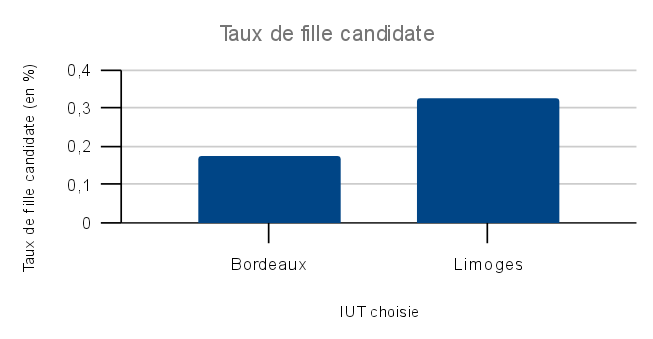 Taux de fille candidate
Taux de fille candidate (en %)
0,4
0,3
0,2
0,1
0
Bordeaux
Limoges
IUT choisie